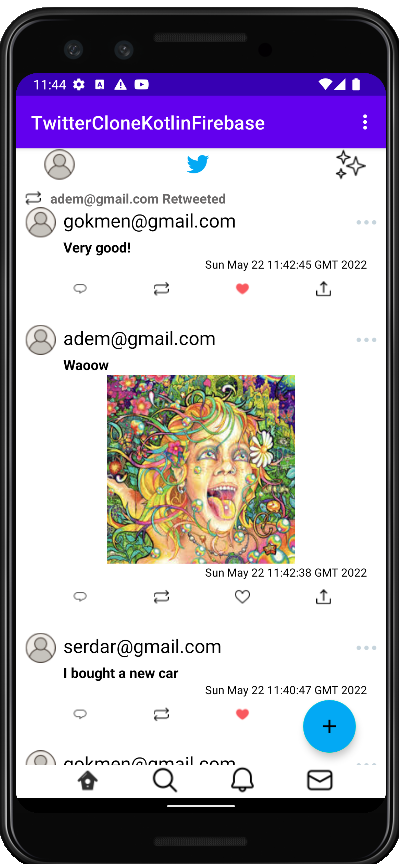 11:44
TwitterCloneKotlinFirebase
adem@gmail.com Retweeted
gokmen@gmail.com
Very good!
Sun May 22 11:42:45 GMT 2022
adem@gmail.com
Waoow
Sun May 22 11:42:38 GMT 2022
serdar@gmail.com
I bought a new car
Sun May 22 11:40:47 GMT 2022
gokmen@gmail.com